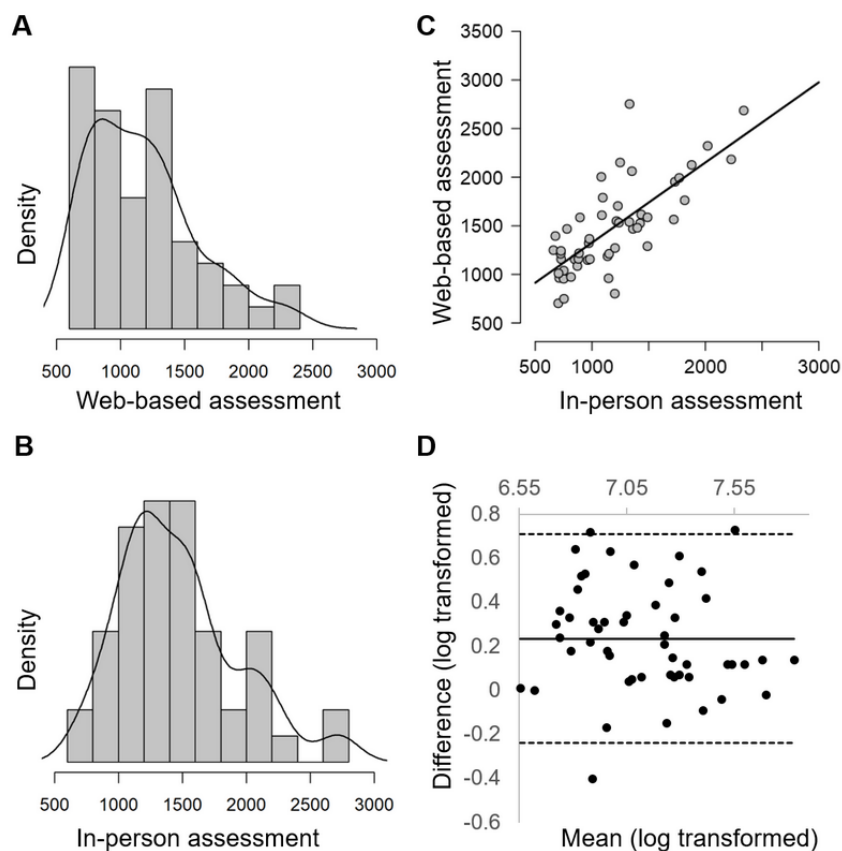 A
Density
500 1000 1500 2000 2500 3000
Web-based assessment
B
Density
500 1000 1500 2000 2500 3000
In-person assessment
C
Web-based assessment
3500
3000
2500
2000
1500
1000
500
500 1000 2000 3000
In-person assessment
D
6.55 7.05 7.55
Difference (log transformed)
0.8
0.6
0.4
0.2
0
-0.2
-0.4
-0.6
Mean (log transformed)